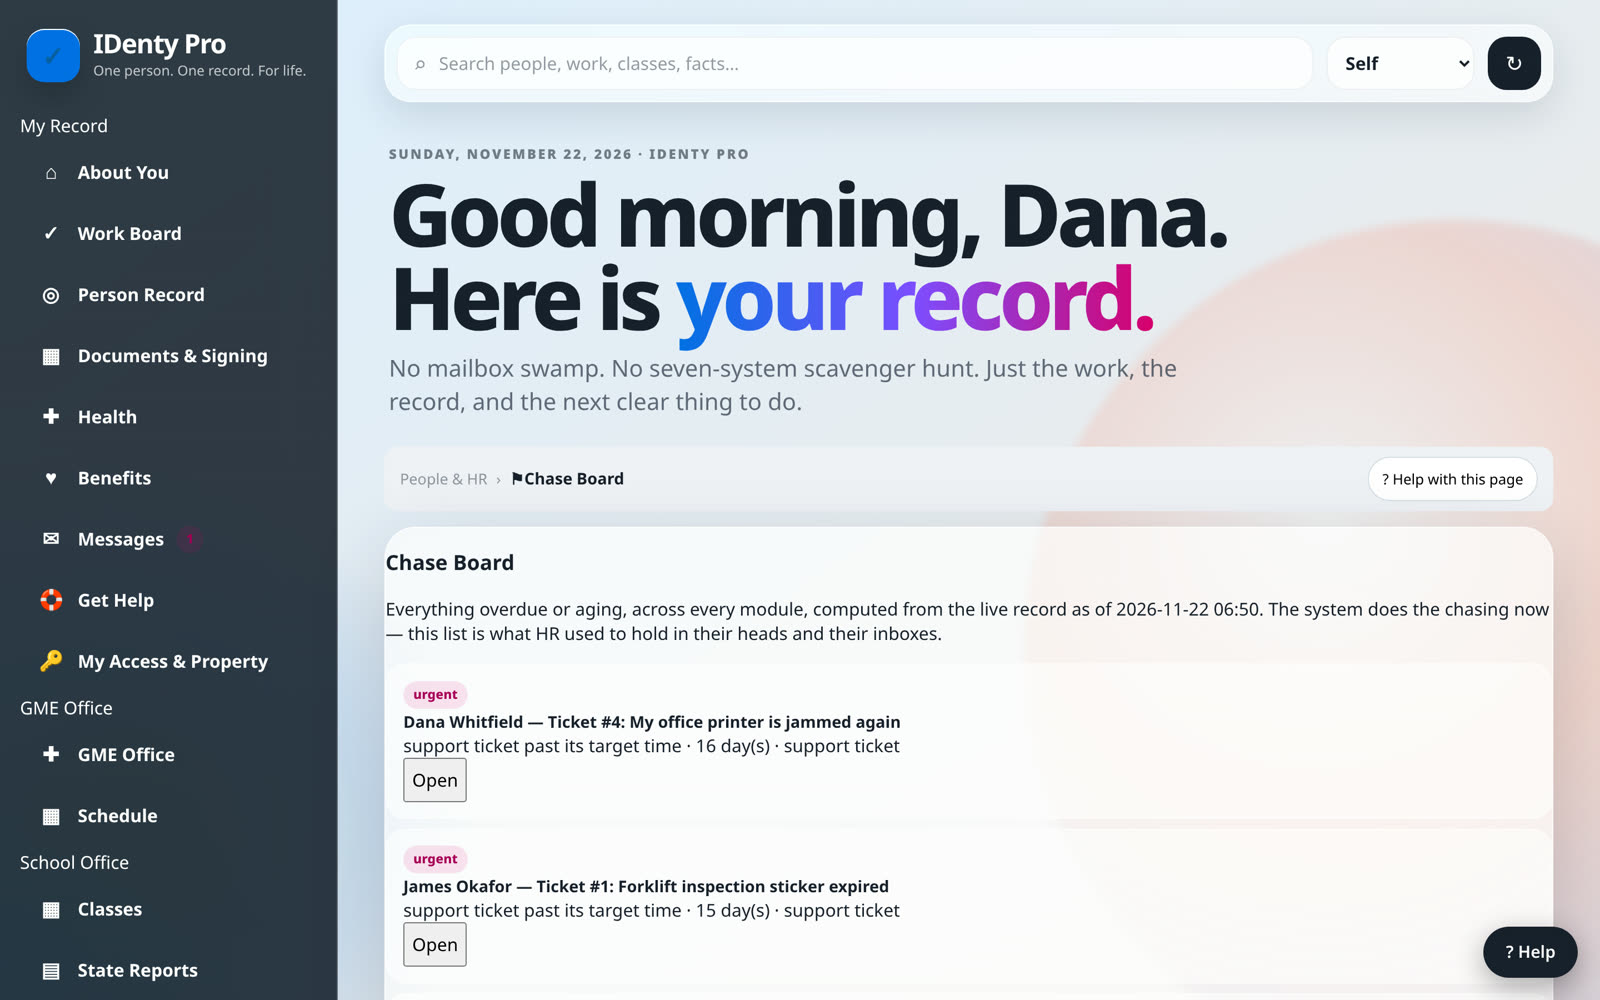 IDenty Pro
One person. One record. For life.
My Record
About You
Work Board
Person Record
Documents & Signing
Health
Benefits
Messages
Get Help
My Access & Property
GME Office
GME Office
Schedule
School Office
Classes
State Reports
Search people, work, classes, facts...
Self
SUNDAY, NOVEMBER 22, 2026 · IDENTY PRO
Good morning, Dana.
Here is your record.
No mailbox swamp. No seven-system scavenger hunt. Just the work, the
record, and the next clear thing to do.
People & HR › ⚑Chase Board
? Help with this page
Chase Board
Everything overdue or aging, across every module, computed from the live record as of 2026-11-22 06:50. The system does the chasing now
— this list is what HR used to hold in their heads and their inboxes.
urgent
Dana Whitfield — Ticket #4: My office printer is jammed again
support ticket past its target time · 16 day(s) · support ticket
Open
urgent
James Okafor — Ticket #1: Forklift inspection sticker expired
support ticket past its target time · 15 day(s) · support ticket
Open
? Help